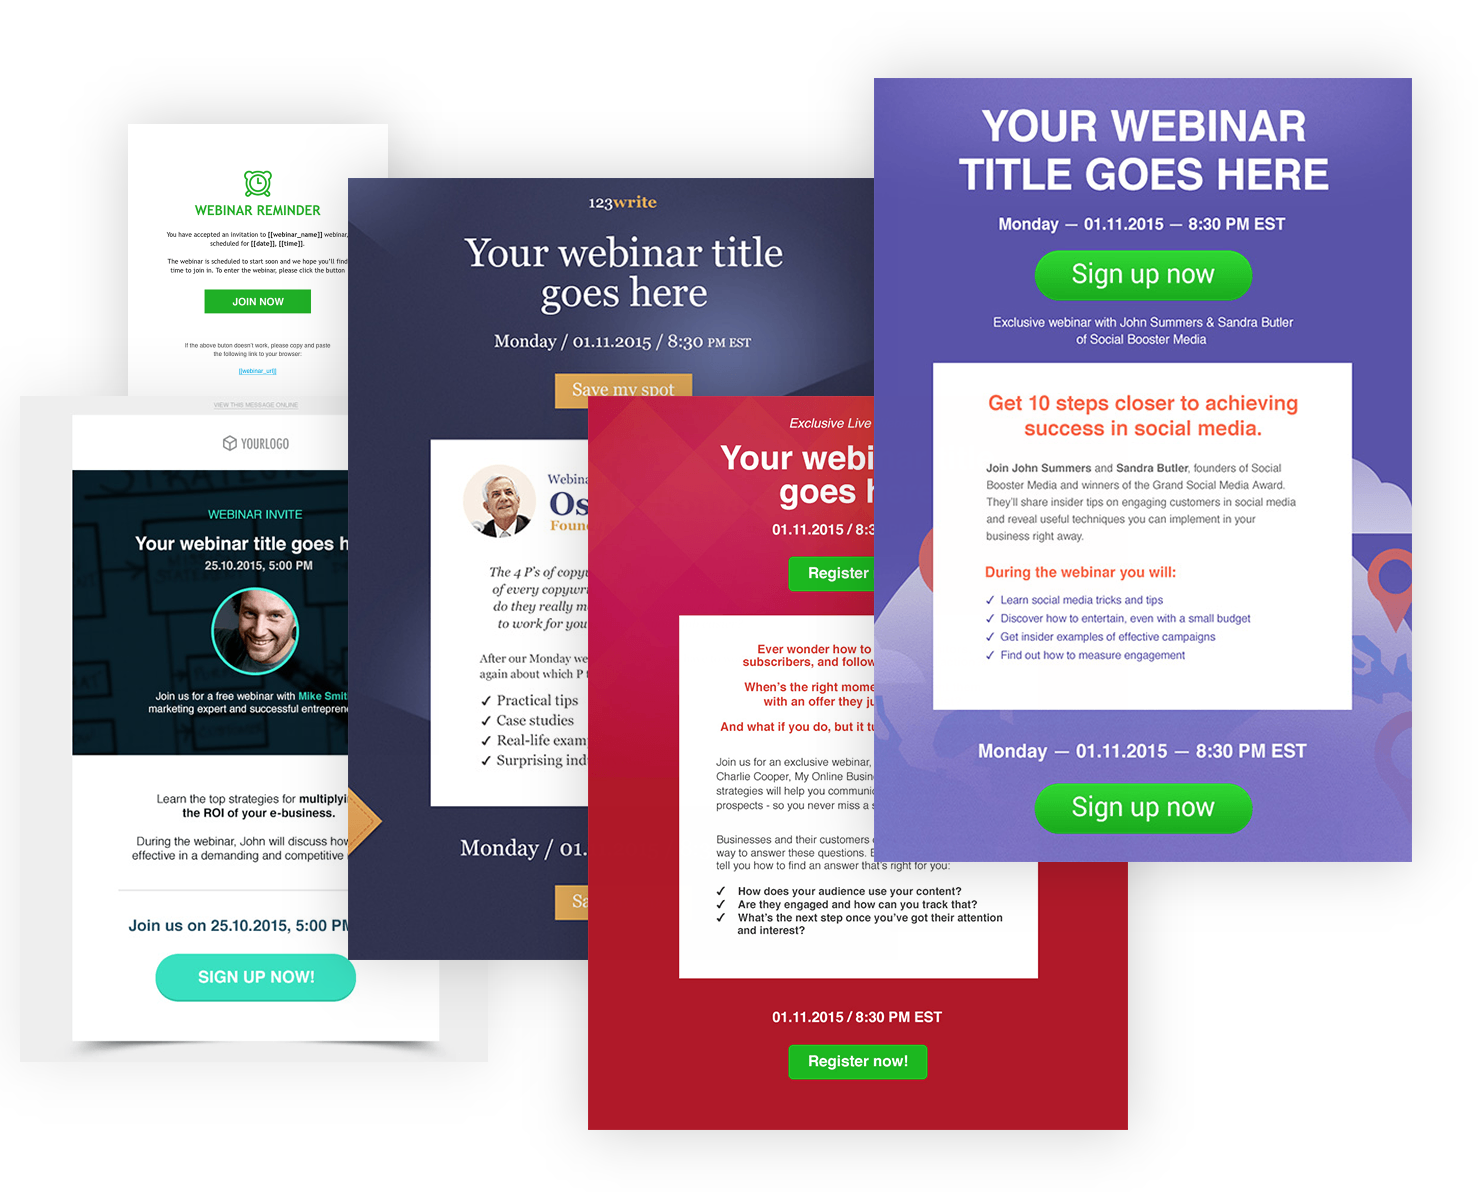 WEBINAR REMINDER
You have accepted an invitation to [[webinar_name]] webinar,
scheduled for [[date]], [[time]].
The webinar is scheduled to start soon and we hope you'll find
time to join in. To enter the webinar, please click the button
JOIN NOW
If the above buton doesn't work, please copy and paste
the following link to your browser:
[[webinar_url]]
VIEW THIS MESSAGE ONLINE
YOURLOGO
WEBINAR INVITE
Your webinar title goes h
25.10.2015, 5:00 PM
Join us for a free webinar with Mike Smit
marketing expert and successful entreprene
Learn the top strategies for multiplyi
the ROI of your e-business.
During the webinar, John will discuss how
effective in a demanding and competitive
Join us on 25.10.2015, 5:00 PM
SIGN UP NOW!
123write
Your webinar title
goes here
Monday / 01.11.2015 / 8:30 PM EST
Save my spot
Webina
Os
Foun
The 4 P's of copy
of every copywri
do they really m
to work for you
After our Monday we
again about which P t
✓ Practical tips
✓ Case studies
✓ Real-life exam
✓ Surprising ind
Monday / 01.
Sa
Exclusive Live
Your webi
goes h
01.11.2015 / 8:3
Register
Ever wonder how to
subscribers, and follow
When's the right mome
with an offer they ju
And what if you do, but it tu
Join us for an exclusive webinar,
Charlie Cooper, My Online Busin
strategies will help you communic
prospects - so you never miss a s
Businesses and their customers
way to answer these questions. E
tell you how to find an answer that's right for you:
✓ How does your audience use your content?
✓ Are they engaged and how can you track that?
✓ What's the next step once you've got their attention
and interest?
01.11.2015 / 8:30 PM EST
Register now!
YOUR WEBINAR
TITLE GOES HERE
Monday — 01.11.2015 — 8:30 PM EST
Sign up now
Exclusive webinar with John Summers & Sandra Butler
of Social Booster Media
Get 10 steps closer to achieving
success in social media.
Join John Summers and Sandra Butler, founders of Social
Booster Media and winners of the Grand Social Media Award.
They'll share insider tips on engaging customers in social media
and reveal useful techniques you can implement in your
business right away.
During the webinar you will:
✓ Learn social media tricks and tips
✓ Discover how to entertain, even with a small budget
✓ Get insider examples of effective campaigns
✓ Find out how to measure engagement
Monday — 01.11.2015 — 8:30 PM EST
Sign up now